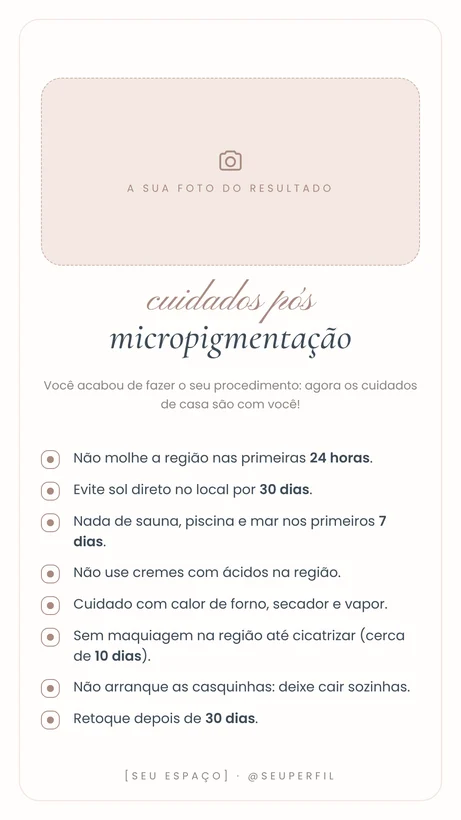 A SUA FOTO DO RESULTADO
cuidados pós
micropigmentação
Você acabou de fazer o seu procedimento: agora os cuidados
de casa são com você!
Não molhe a região nas primeiras 24 horas.
Evite sol direto no local por 30 dias.
Nada de sauna, piscina e mar nos primeiros 7
dias.
Não use cremes com ácidos na região.
Cuidado com calor de forno, secador e vapor.
Sem maquiagem na região até cicatrizar (cerca
de 10 dias).
Não arranque as casquinhas: deixe cair sozinhas.
Retoque depois de 30 dias.
[SEU ESPAÇO] · @SEUPERFIL